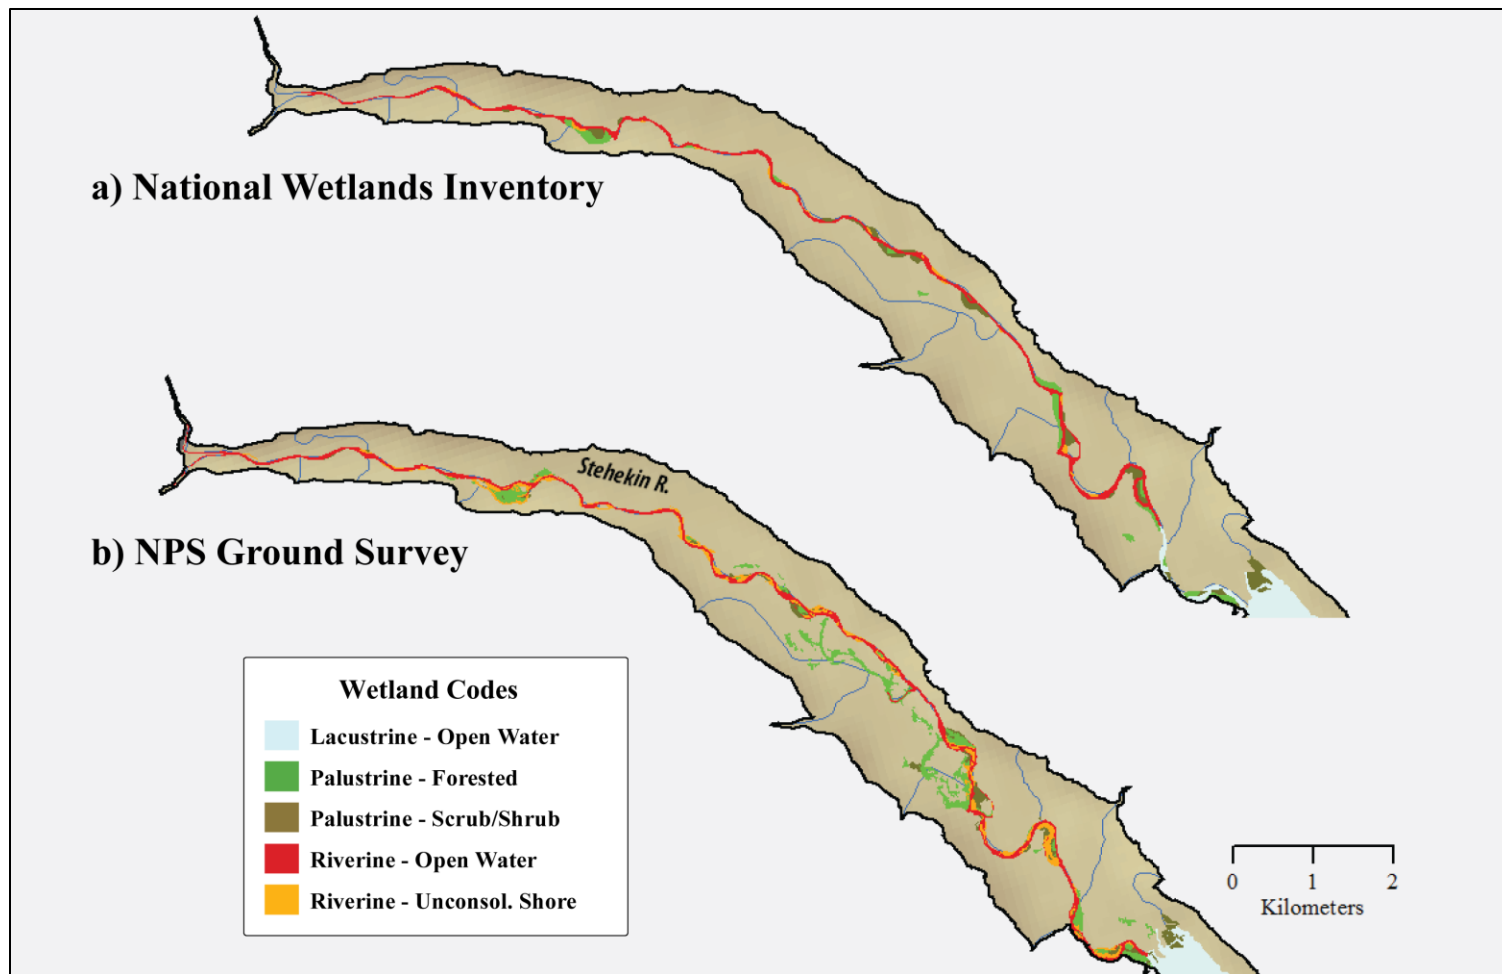 a) National Wetlands Inventory
Stehekin R.
b) NPS Ground Survey
Wetland Codes
Lacustrine - Open Water
Palustrine - Forested
Palustrine - Scrub/Shrub
Riverine - Open Water
Riverine - Unconsol. Shore
0 1 2
Kilometers